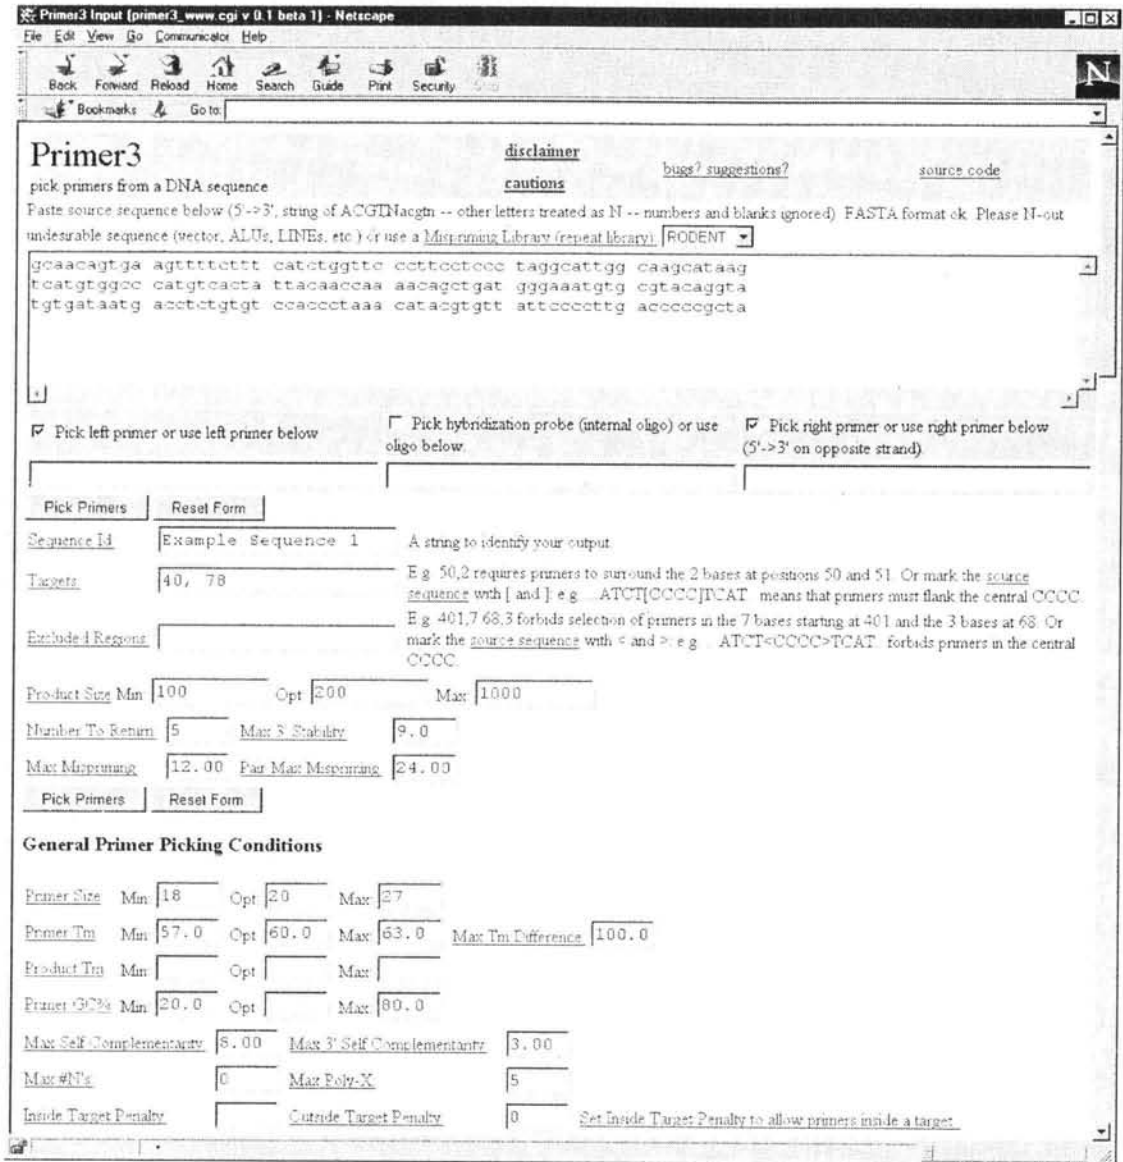 Primer3 Input (primer3_www.cgi v 0.1 beta 1) - Netscape
File Edit View Go Communicator Help
Back Forward Reload Home Search Guide Print Security
Bookmarks Go to:
N
Primer3 disclaimer bugs? suggestions? source code
pick primers from a DNA sequence cautions
Paste source sequence below (5'->3', string of ACGTNacgtn -- other letters treated as N -- numbers and blanks ignored) FASTA format ok. Please N-out
undesirable sequence (vector, ALUs, LINEs, etc.) or use a Mispriming Library (repeat library) RODENT
gcaacagtga agttttcttt catctggttc cccttcctccc taggcattgg caagcataag
tcatgtggcc catgtcacta ttacaaccaa aacagctgat gggaaatgtg cgtacaggta
tgtgataatg acctctgtgt ccaccctaaa catacgtgtt attccccttg acccccgcta
Pick left primer or use left primer below Pick hybridization probe (internal oligo) or use oligo below. Pick right primer or use right primer below (5'->3' on opposite strand).
Pick Primers Reset Form
Sequence Id Example Sequence 1 A string to identify your output
Targets 40, 78 E.g. 50,2 requires primers to surround the 2 bases at positions 50 and 51. Or mark the source
sequence with [ and ]: e.g. ...ATCT[CCCC]TCAT means that primers must flank the central CCCC.
Excluded Regions E.g. 401,7 68,3 forbids selection of primers in the 7 bases starting at 401 and the 3 bases at 68. Or
mark the source sequence with < and >: e.g. ...ATCT<CCCC>TCAT.. forbids primers in the central
CCCC.
Product Size Min 100 Opt 200 Max 1000
Number To Return 5 Max 3' Stability 9.0
Max Mispriming 12.00 Pair Max Mispriming 24.00
Pick Primers Reset Form
General Primer Picking Conditions
Primer Size Min: 18 Opt 20 Max: 27
Primer Tm Min: 57.0 Opt 60.0 Max: 63.0 Max Tm Difference 100.0
Product Tm Min: Opt Max:
Primer GC% Min: 20.0 Opt Max: 80.0
Max Self Complementarity 8.00 Max 3' Self Complementarity 3.00
Max #N's 0 Max Poly-X 5
Inside Target Penalty Outside Target Penalty 0 Set Inside Target Penalty to allow primers inside a target.